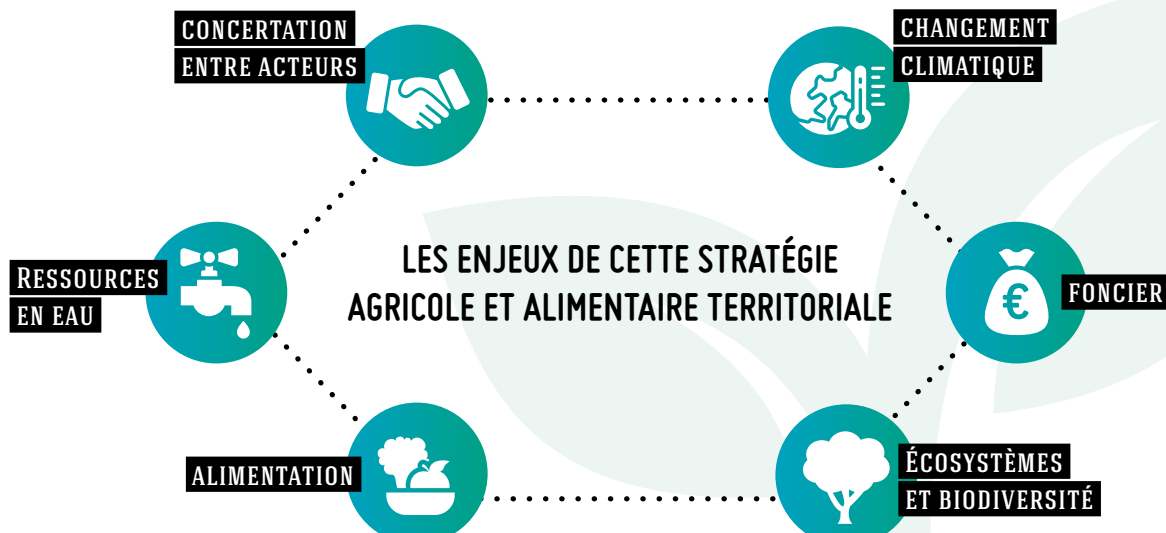 CONCERTATION
ENTRE ACTEURS
CHANGEMENT
CLIMATIQUE
LES ENJEUX DE CETTE STRATÉGIE
AGRICOLE ET ALIMENTAIRE TERRITORIALE
RESSOURCES
EN EAU
€
FONCIER
ALIMENTATION
ÉCOSYSTÈMES
ET BIODIVERSITÉ